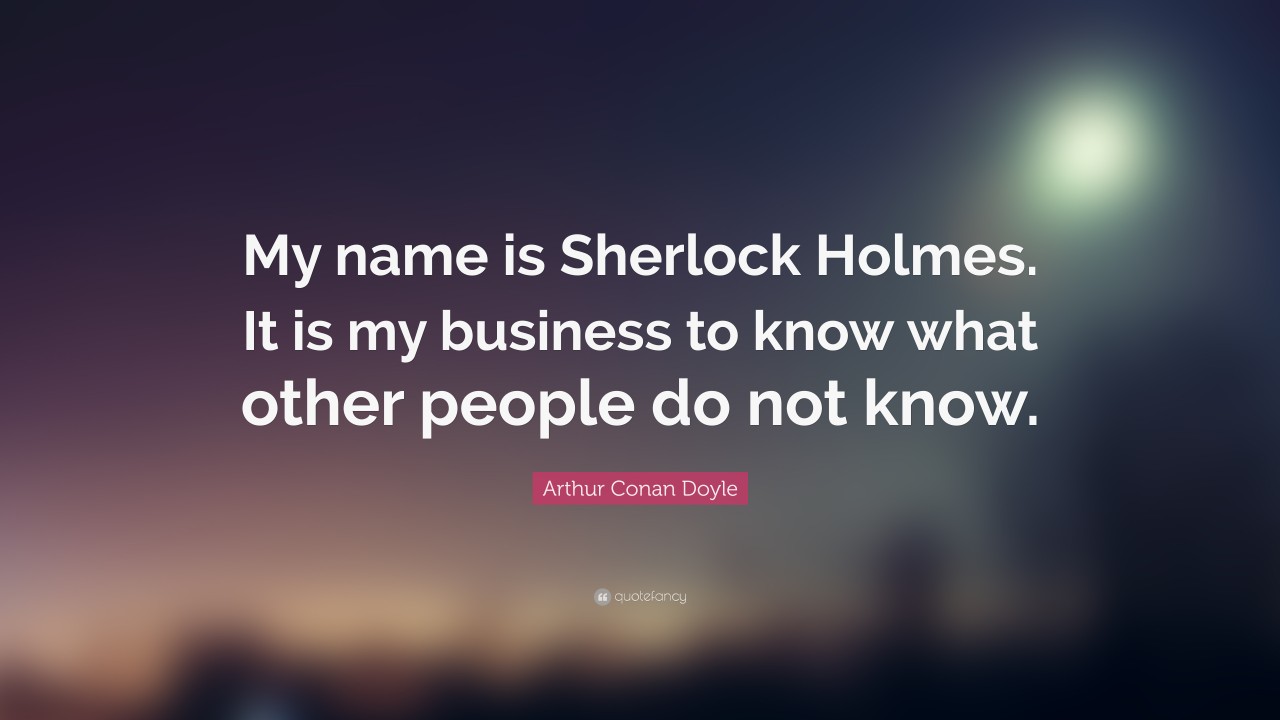 My name is Sherlock Holmes.
It is my business to know what
other people do not know.
Arthur Conan Doyle
quotefancy